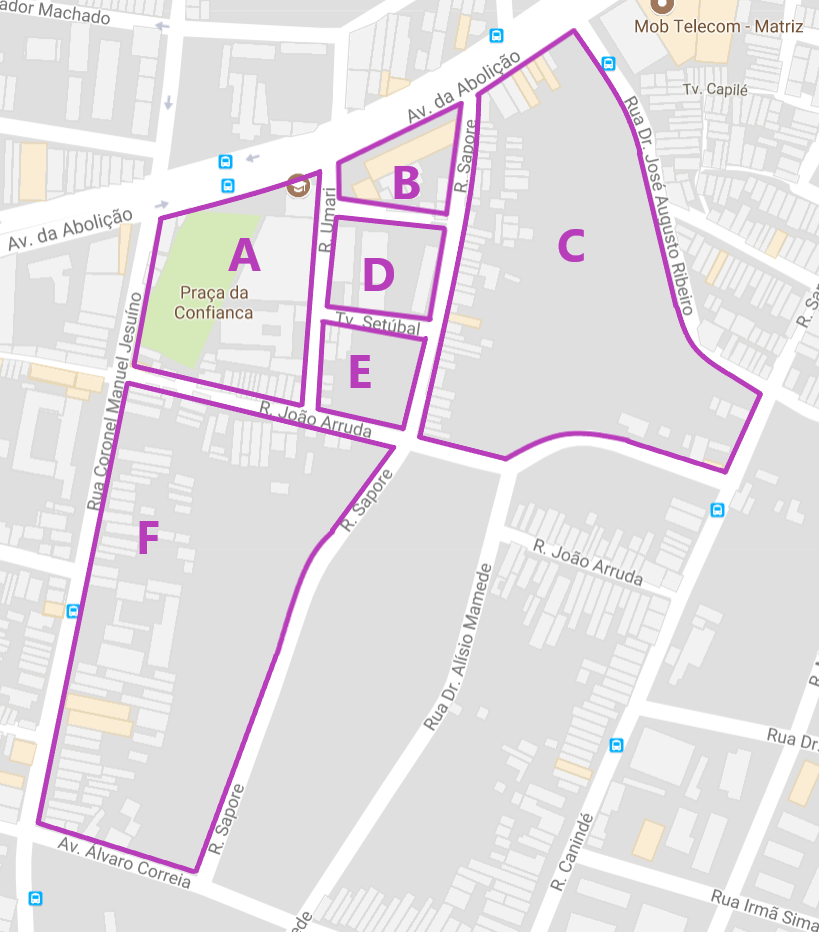 ador Machado
Mob Telecom - Matriz
Av. da Abolição
Tv. Capilé
Rua Dr. José Augusto Ribeiro
R. Sapore
B
R. Umari
Av. da Abolição
A
C
D
Praça da
Confianca
R. Sar
Tv. Setúbal
E
Rua Coronel Manuel Jesuíno
R. João Arruda
R. Sapore
F
R. João Arruda
Rua Dr. Alísio Mamede
Rua Dr.
R. Sapore
R. Canindé
Av. Álvaro Correia
Rua Irmã Sima
ede